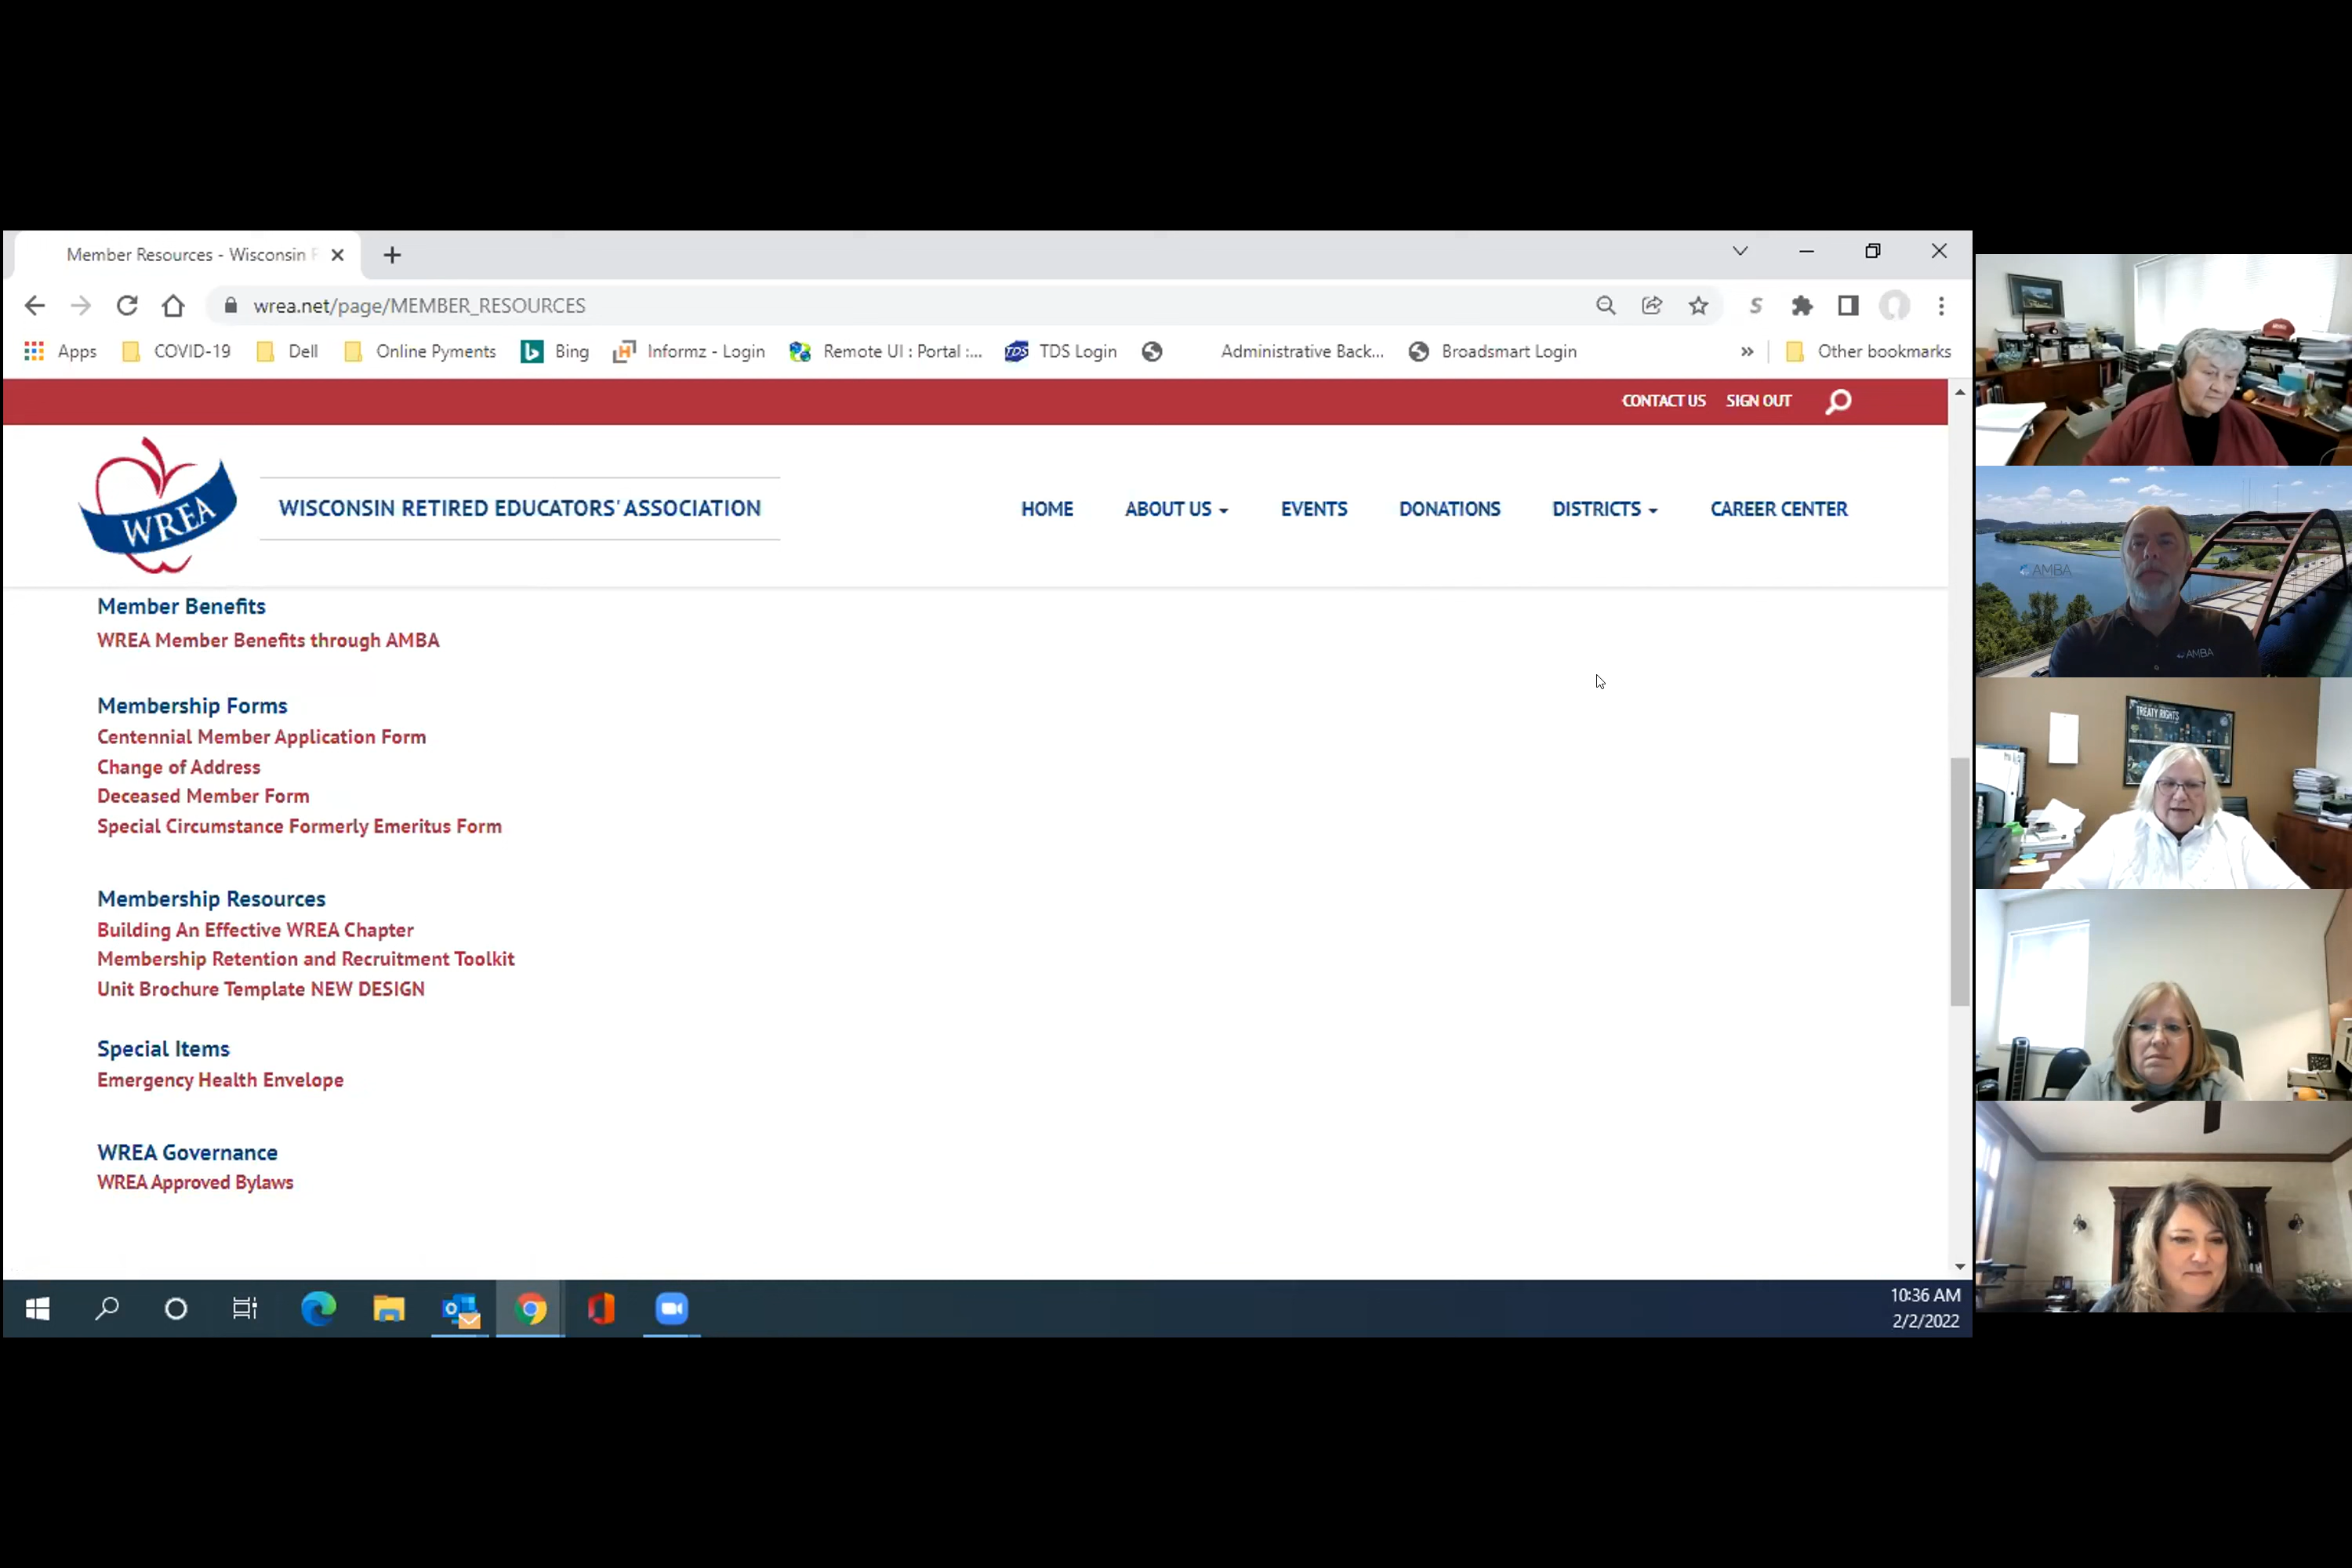 Member Resources - Wisconsin
wrea.net/page/MEMBER_RESOURCES
Apps COVID-19 Dell Online Pyments Bing Informz - Login Remote UI : Portal :... TDS TDS Login Administrative Back... Broadsmart Login » Other bookmarks
CONTACT US SIGN OUT
WREA
WISCONSIN RETIRED EDUCATORS' ASSOCIATION
HOME ABOUT US EVENTS DONATIONS DISTRICTS CAREER CENTER
Member Benefits
WREA Member Benefits through AMBA
Membership Forms
Centennial Member Application Form
Change of Address
Deceased Member Form
Special Circumstance Formerly Emeritus Form
Membership Resources
Building An Effective WREA Chapter
Membership Retention and Recruitment Toolkit
Unit Brochure Template NEW DESIGN
Special Items
Emergency Health Envelope
WREA Governance
WREA Approved Bylaws
10:36 AM
2/2/2022
AMBA
AMBA
TREATY RIGHTS